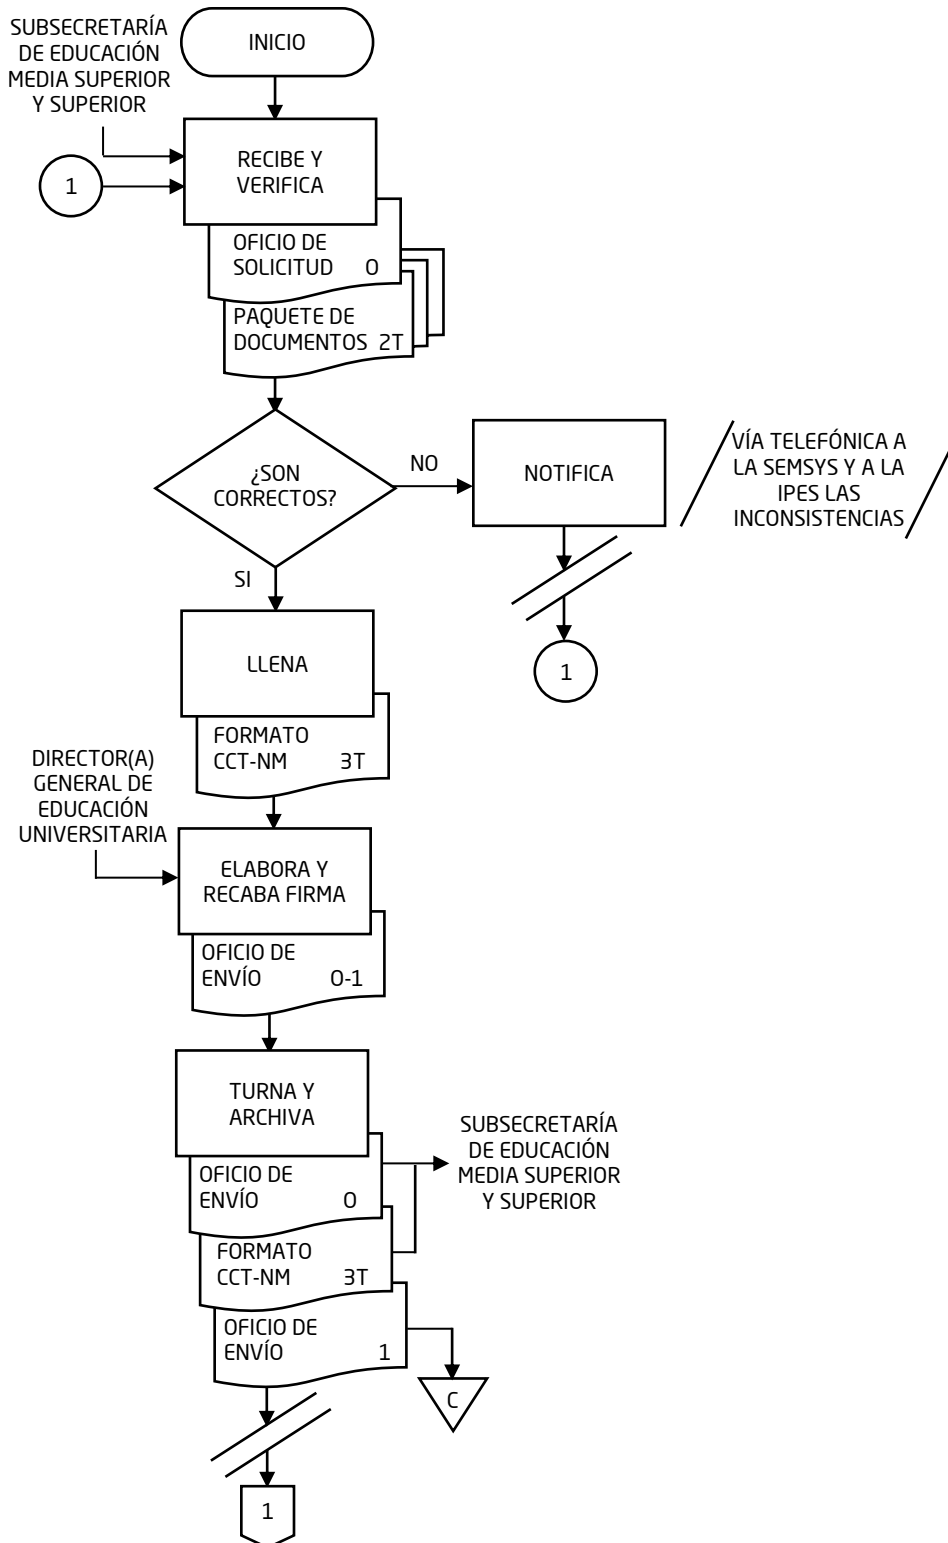 SUBSECRETARÍA
DE EDUCACIÓN
MEDIA SUPERIOR
Y SUPERIOR
INICIO
1
RECIBE Y
VERIFICA
OFICIO DE
SOLICITUD O
PAQUETE DE
DOCUMENTOS 2T
¿SON
CORRECTOS?
NO
NOTIFICA
VÍA TELEFÓNICA A
LA SEMSYS Y A LA
IPES LAS
INCONSISTENCIAS
1
SI
LLENA
FORMATO
CCT-NM 3T
DIRECTOR(A)
GENERAL DE
EDUCACIÓN
UNIVERSITARIA
ELABORA Y
RECABA FIRMA
OFICIO DE
ENVÍO O-1
TURNA Y
ARCHIVA
OFICIO DE
ENVÍO O
SUBSECRETARÍA
DE EDUCACIÓN
MEDIA SUPERIOR
Y SUPERIOR
FORMATO
CCT-NM 3T
OFICIO DE
ENVÍO 1
C
1